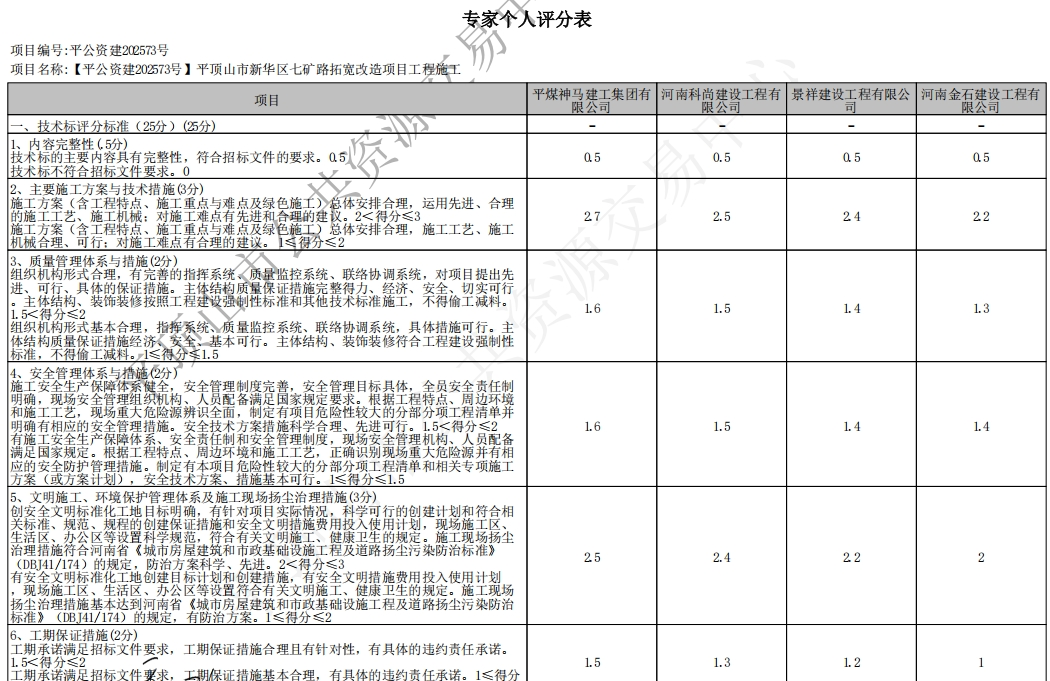 专家个人评分表
项目编号:平公资建202573号
项目名称:【平公资建202573号】平顶山市新华区七矿路拓宽改造项目工程施工
项目 平煤神马建工集团有限公司 河南科尚建设工程有限公司 景祥建设工程有限公司 河南金石建设工程有限公司
一、技术标评分标准（25分）(25分) - - - -
1、内容完整性(.5分)
技术标的主要内容具有完整性，符合招标文件的要求。0.5
技术标不符合招标文件要求。0
0.5 0.5 0.5 0.5
2、主要施工方案与技术措施(3分)
施工方案（含工程特点、施工重点与难点及绿色施工）总体安排合理，运用先进、合理
的施工工艺、施工机械；对施工难点有先进和合理的建议。2＜得分≤3
施工方案（含工程特点、施工重点与难点及绿色施工）总体安排合理，施工工艺、施工
机械合理、可行；对施工难点有合理的建议。1≤得分≤2
2.7 2.5 2.4 2.2
3、质量管理体系与措施(2分)
组织机构形式合理，有完善的指挥系统、质量监控系统、联络协调系统，对项目提出先
进、可行、具体的保证措施。主体结构质量保证措施完整得力、经济、安全、切实可行
。主体结构、装饰装修按照工程建设强制性标准和其他技术标准施工，不得偷工减料。
1.5＜得分≤2
组织机构形式基本合理，指挥系统、质量监控系统、联络协调系统，具体措施可行。主
体结构质量保证措施经济、安全、基本可行。主体结构、装饰装修符合工程建设强制性
标准，不得偷工减料。1≤得分≤1.5
1.6 1.5 1.4 1.3
4、安全管理体系与措施(2分)
施工安全生产保障体系健全，安全管理制度完善，安全管理目标具体，全员安全责任制
明确，现场安全管理组织机构、人员配备满足国家规定要求。根据工程特点、周边环境
和施工工艺，现场重大危险源辨识全面，制定有项目危险性较大的分部分项工程清单并
明确有相应的安全管理措施。安全技术方案措施科学合理、先进可行。1.5＜得分≤2
有施工安全生产保障体系、安全责任制和安全管理制度，现场安全管理机构、人员配备
满足国家规定。根据工程特点、周边环境和施工工艺，正确识别现场重大危险源并有相
应的安全防护管理措施。制定有本项目危险性较大的分部分项工程清单和相关专项施工
方案（或方案计划），安全技术方案、措施基本可行。1≤得分≤1.5
1.6 1.5 1.4 1.4
5、文明施工、环境保护管理体系及施工现场扬尘治理措施(3分)
创安全文明标准化工地目标明确，有针对项目实际情况，科学可行的创建计划和符合相
关标准、规范、规程的创建保证措施和安全文明措施费用投入使用计划，现场施工区、
生活区、办公区等设置科学规范，符合有关文明施工、健康卫生的规定。施工现场扬尘
治理措施符合河南省《城市房屋建筑和市政基础设施工程及道路扬尘污染防治标准》
（DBJ41/174）的规定，防治方案科学、先进。2＜得分≤3
有安全文明标准化工地创建目标计划和创建措施，有安全文明措施费用投入使用计划
，现场施工区、生活区、办公区等设置符合有关文明施工、健康卫生的规定。施工现场
扬尘治理措施基本达到河南省《城市房屋建筑和市政基础设施工程及道路扬尘污染防治
标准》（DBJ41/174）的规定，有防治方案。1≤得分≤2
2.5 2.4 2.2 2
6、工期保证措施(2分)
工期承诺满足招标文件要求，工期保证措施合理且有针对性，有具体的违约责任承诺。
1.5＜得分≤2
工期承诺满足招标文件要求，工期保证措施基本合理，有具体的违约责任承诺。1≤得分
1.5 1.3 1.2 1
平顶山市公共资源交易中心
共资源交易中心